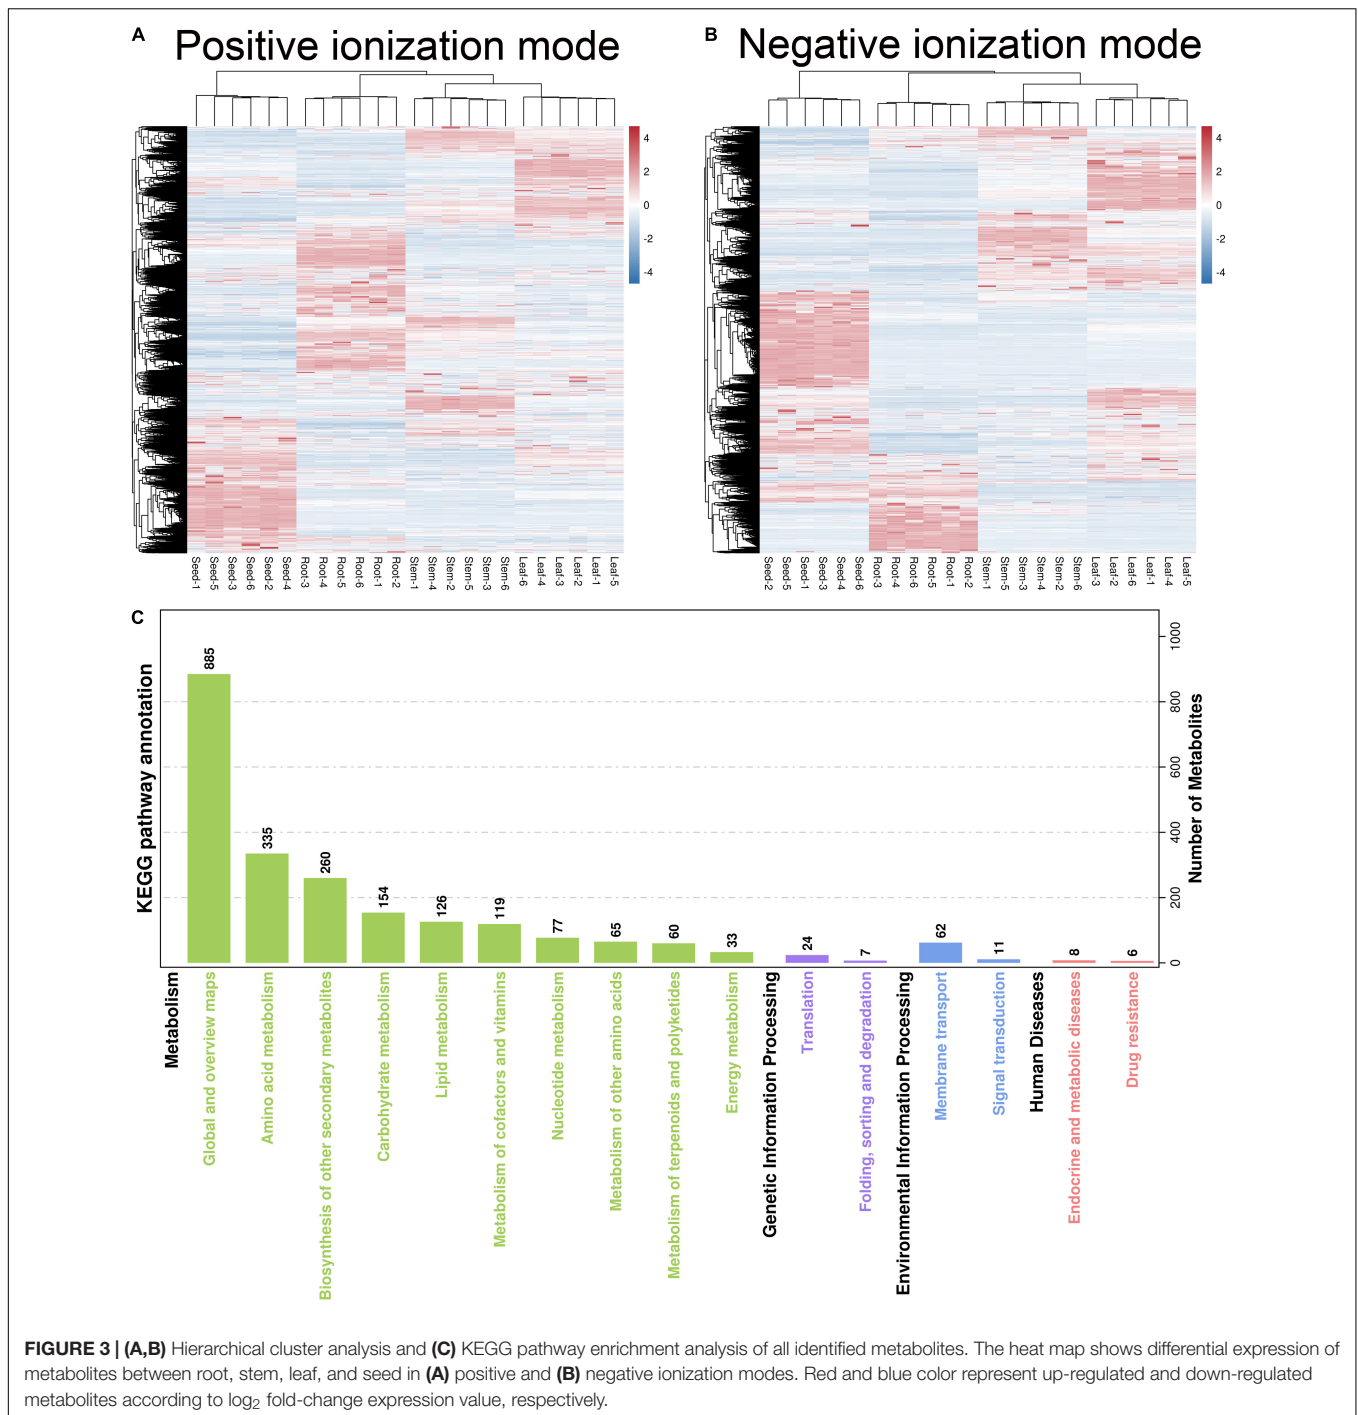 A
Positive ionization mode
4
2
0
-2
-4
Seed-1
Seed-5
Seed-3
Seed-6
Seed-2
Seed-4
Root-3
Root-4
Root-5
Root-6
Root-1
Root-2
Stem-1
Stem-4
Stem-2
Stem-5
Stem-3
Stem-6
Leaf-6
Leaf-4
Leaf-3
Leaf-2
Leaf-1
Leaf-5
B
Negative ionization mode
4
2
0
-2
-4
Seed-2
Seed-5
Seed-1
Seed-3
Seed-4
Seed-6
Root-3
Root-4
Root-6
Root-5
Root-1
Root-2
Stem-1
Stem-5
Stem-3
Stem-4
Stem-2
Stem-6
Leaf-3
Leaf-2
Leaf-6
Leaf-1
Leaf-4
Leaf-5
C
KEGG pathway annotation
885
335
260
154
126
119
77
65
60
33
24
7
62
11
8
6
1000
800
600
400
200
0
Number of Metabolites
Metabolism
Global and overview maps
Amino acid metabolism
Biosynthesis of other secondary metabolites
Carbohydrate metabolism
Lipid metabolism
Metabolism of cofactors and vitamins
Nucleotide metabolism
Metabolism of other amino acids
Metabolism of terpenoids and polyketides
Energy metabolism
Genetic Information Processing
Translation
Folding, sorting and degradation
Environmental Information Processing
Membrane transport
Signal transduction
Human Diseases
Endocrine and metabolic diseases
Drug resistance
FIGURE 3 | (A,B) Hierarchical cluster analysis and (C) KEGG pathway enrichment analysis of all identified metabolites. The heat map shows differential expression of
metabolites between root, stem, leaf, and seed in (A) positive and (B) negative ionization modes. Red and blue color represent up-regulated and down-regulated
metabolites according to log₂ fold-change expression value, respectively.